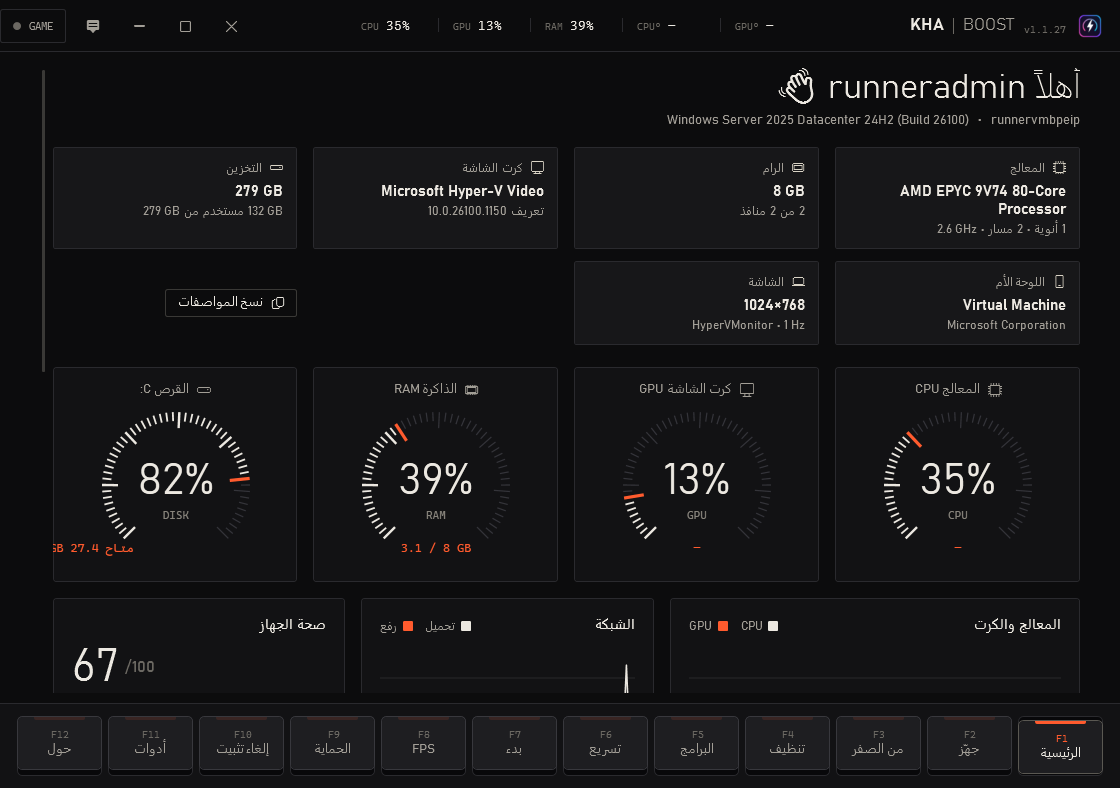 KHA | BOOST v1.1.27
CPU 35%
GPU 13%
RAM 39%
CPU° —
GPU° —
GAME
أهلاً runneradmin
Windows Server 2025 Datacenter 24H2 (Build 26100) • runnervmbpeip
المعالج
AMD EPYC 9V74 80-Core
Processor
1 أنوية • 2 مسار • 2.6 GHz
الرام
8 GB
2 من 2 منافذ
كرت الشاشة
Microsoft Hyper-V Video
تعريف 10.0.26100.1150
التخزين
279 GB
132 GB مستخدم من 279 GB
اللوحة الأم
Virtual Machine
Microsoft Corporation
الشاشة
1024×768
HyperVMonitor • 1 Hz
نسخ المواصفات
المعالج CPU
35%
CPU
—
كرت الشاشة GPU
13%
GPU
—
الذاكرة RAM
39%
RAM
3.1 / 8 GB
القرص C:
82%
DISK
متاح 27.4 GB
المعالج والكرت
CPU
GPU
الشبكة
تحميل
رفع
صحة الجهاز
67 /100
F1
الرئيسية
F2
جهّز
F3
من الصفر
F4
تنظيف
F5
البرامج
F6
تسريع
F7
بدء
F8
FPS
F9
الحماية
F10
إلغاء تثبيت
F11
أدوات
F12
حول